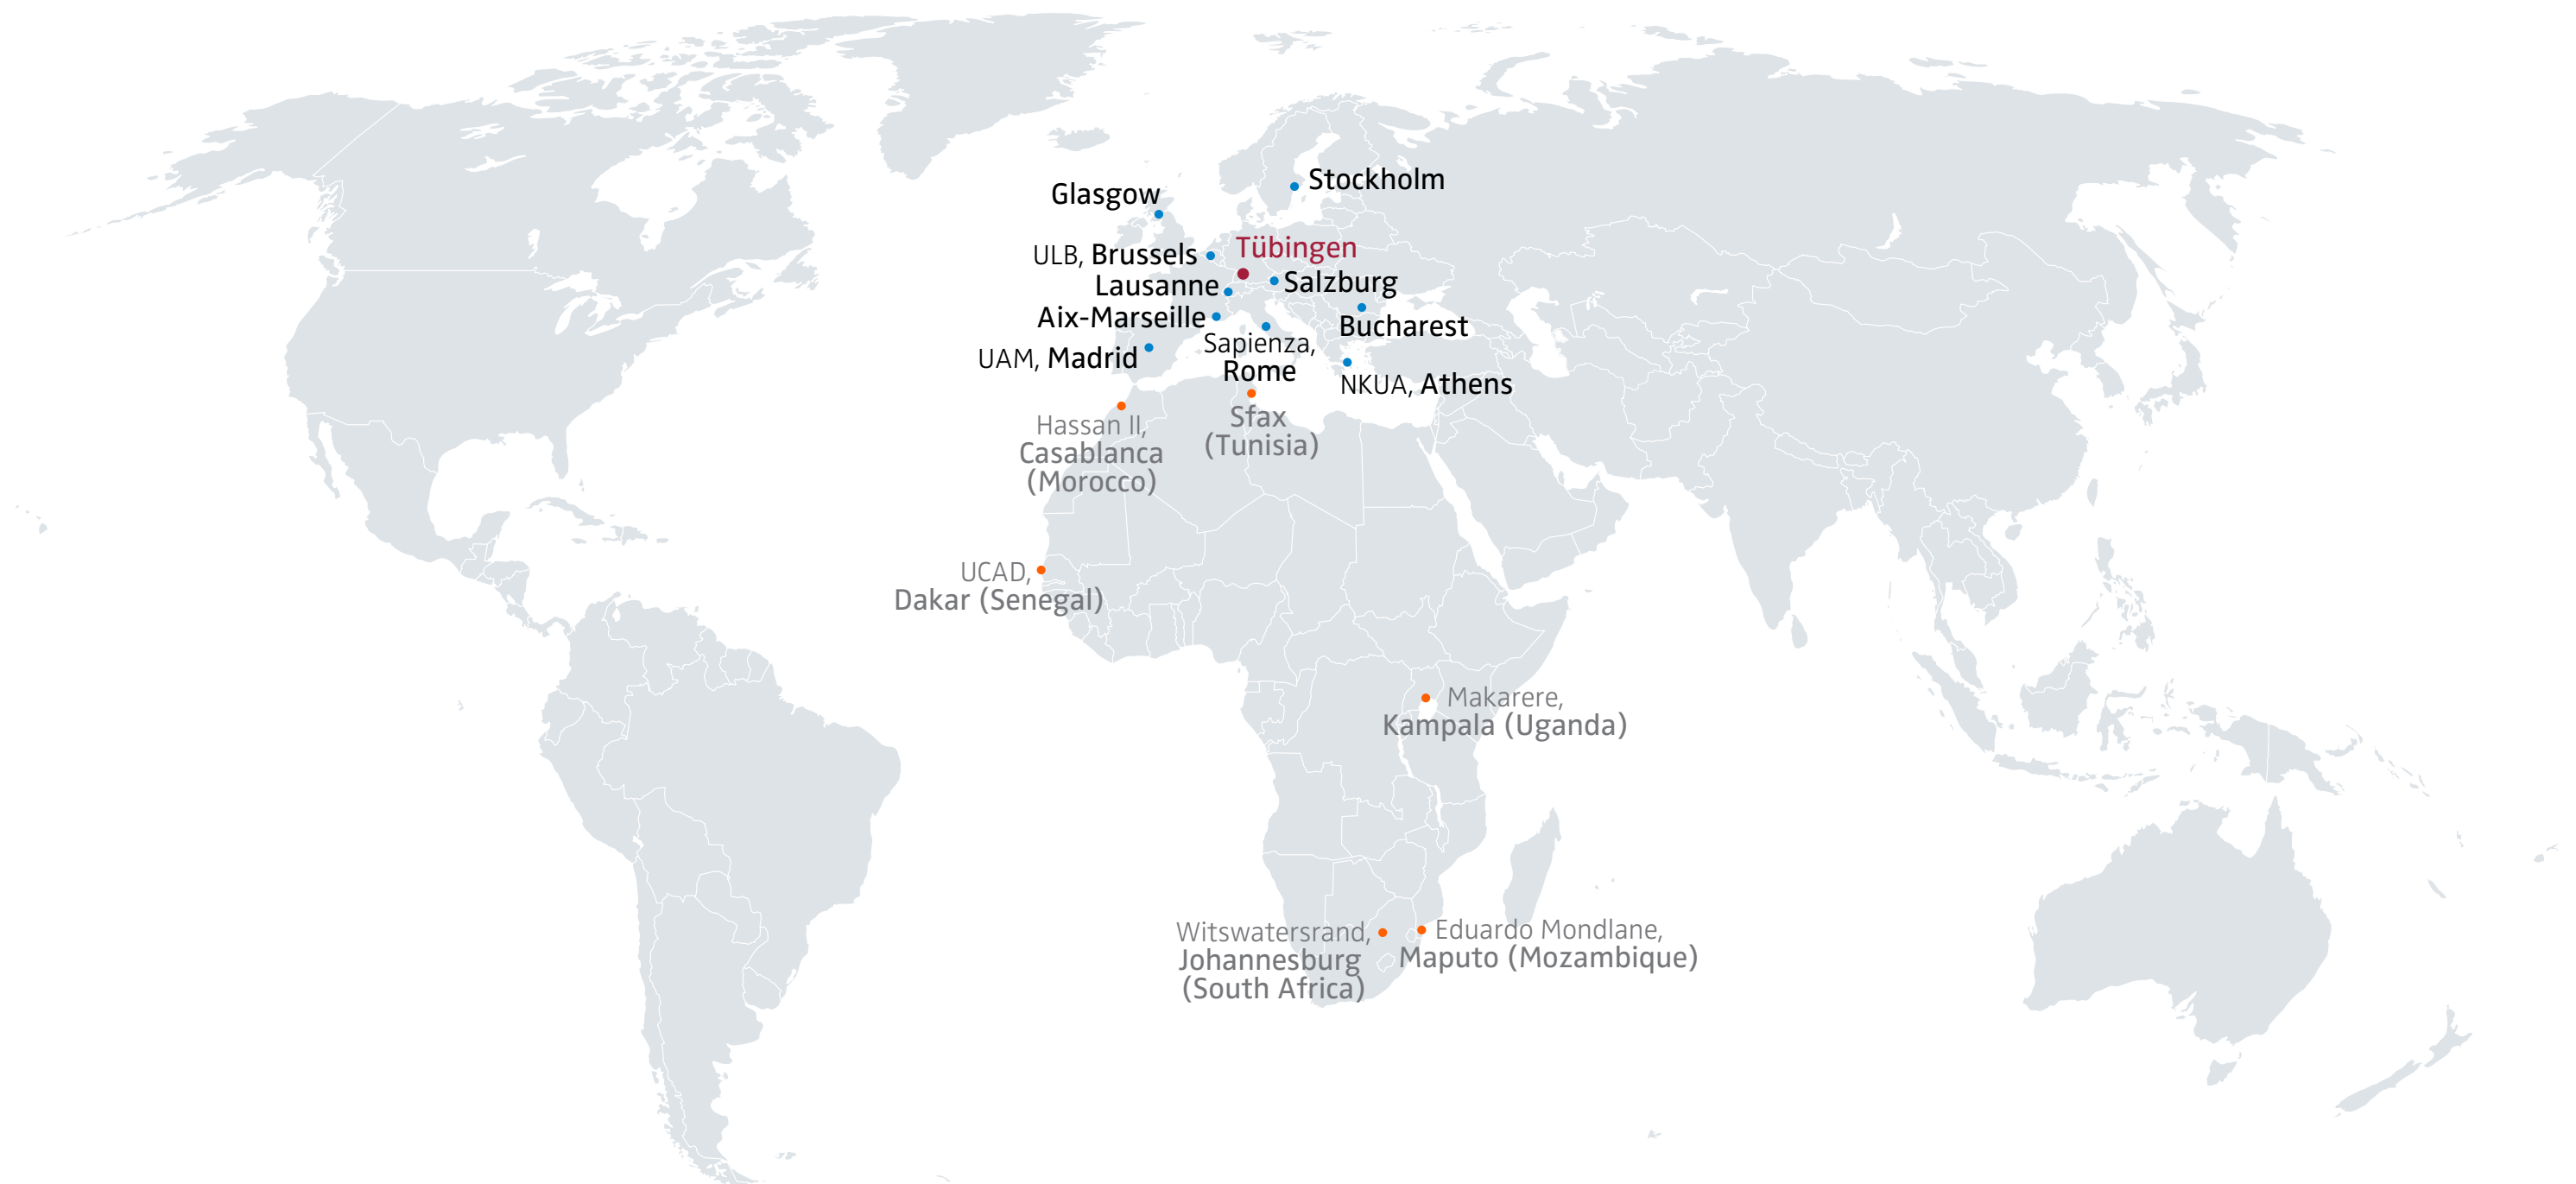 Stockholm
Glasgow
Tübingen
ULB, Brussels
Salzburg
Lausanne
Aix-Marseille
Bucharest
Sapienza,
Rome
UAM, Madrid
NKUA, Athens
Hassan II,
Casablanca
(Morocco)
Sfax
(Tunisia)
UCAD,
Dakar (Senegal)
Makarere,
Kampala (Uganda)
Witswatersrand,
Johannesburg
(South Africa)
Eduardo Mondlane,
Maputo (Mozambique)